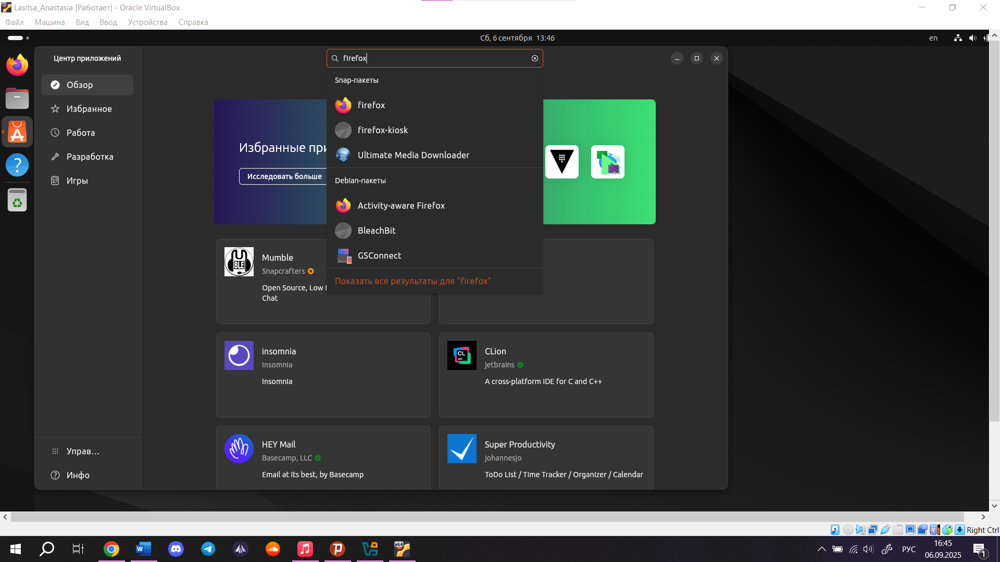 Lasitsa_Anastasia [Работает] - Oracle VirtualBox
Файл Машина Вид Ввод Устройства Справка
Сб, 6 сентября 13:46
en
Центр приложений
firefox
Обзор
Избранное
Работа
Разработка
Игры
Управ...
Инфо
Snap-пакеты
firefox
firefox-kiosk
Ultimate Media Downloader
Debian-пакеты
Activity-aware Firefox
BleachBit
GSConnect
Показать все результаты для "firefox"
Избранные при
Исследовать больше
Mumble
Snapcrafters
Open Source, Low
Chat
insomnia
Insomnia
Insomnia
CLion
jetbrains
A cross-platform IDE for C and C++
HEY Mail
Basecamp, LLC
Email at its best, by Basecamp
Super Productivity
johannesjo
ToDo List / Time Tracker / Organizer / Calendar
Right Ctrl
РУС
16:45
06.09.2025
1